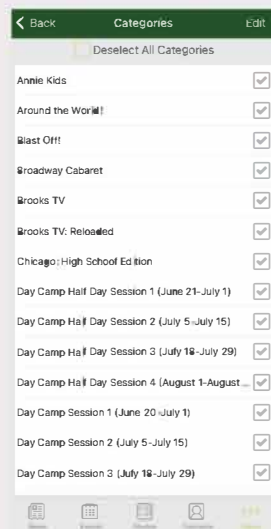 Back Categories Edit
Deselect All Categories
Annie Kids
Around the World!
Blast Off!
Broadway Cabaret
Brooks TV
Brooks TV: Reloaded
Chicago: High School Edition
Day Camp Half Day Session 1 (June 21-July 1)
Day Camp Half Day Session 2 (July 5-July 15)
Day Camp Half Day Session 3 (July 18-July 29)
Day Camp Half Day Session 4 (August 1-August ...
Day Camp Session 1 (June 20-July 1)
Day Camp Session 2 (July 5-July 15)
Day Camp Session 3 (July 18-July 29)